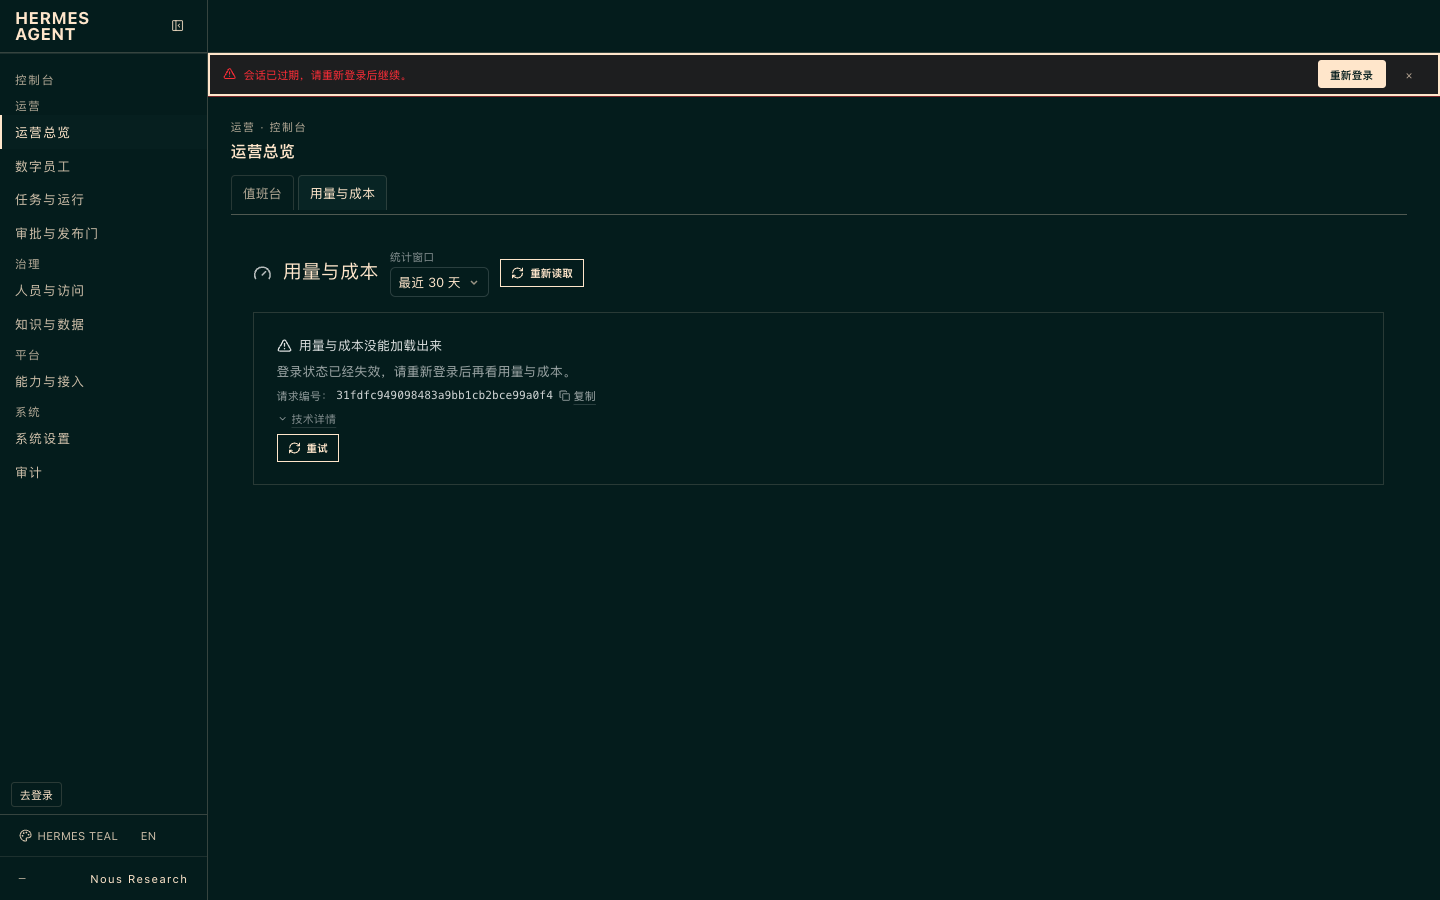 HERMES
AGENT
控制台
运营
运营总览
数字员工
任务与运行
审批与发布门
治理
人员与访问
知识与数据
平台
能力与接入
系统
系统设置
审计
去登录
HERMES TEAL EN
— Nous Research
会话已过期，请重新登录后继续。 重新登录 ×
运营 · 控制台
运营总览
值班台 用量与成本
用量与成本
统计窗口
最近 30 天
重新读取
用量与成本没能加载出来
登录状态已经失效，请重新登录后再看用量与成本。
请求编号： 31fdfc949098483a9bb1cb2bce99a0f4 复制
技术详情
重试